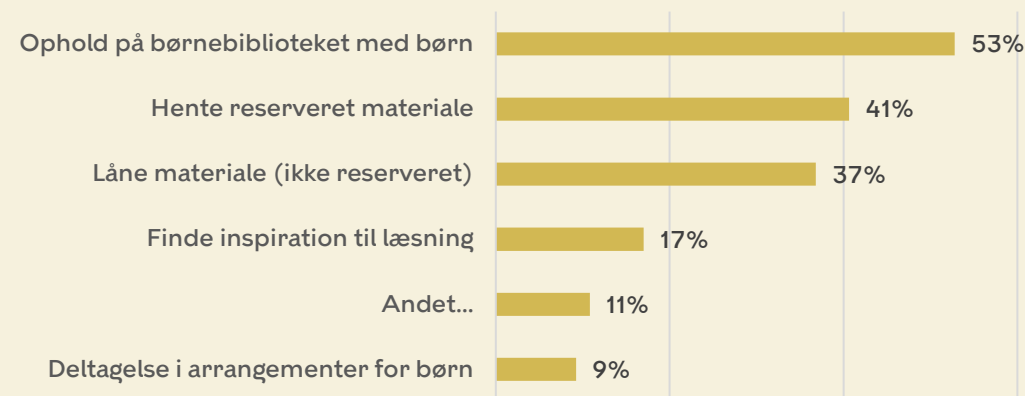 Ophold på børnebiblioteket med børn 53%
Hente reserveret materiale 41%
Låne materiale (ikke reserveret) 37%
Finde inspiration til læsning 17%
Andet... 11%
Deltagelse i arrangementer for børn 9%